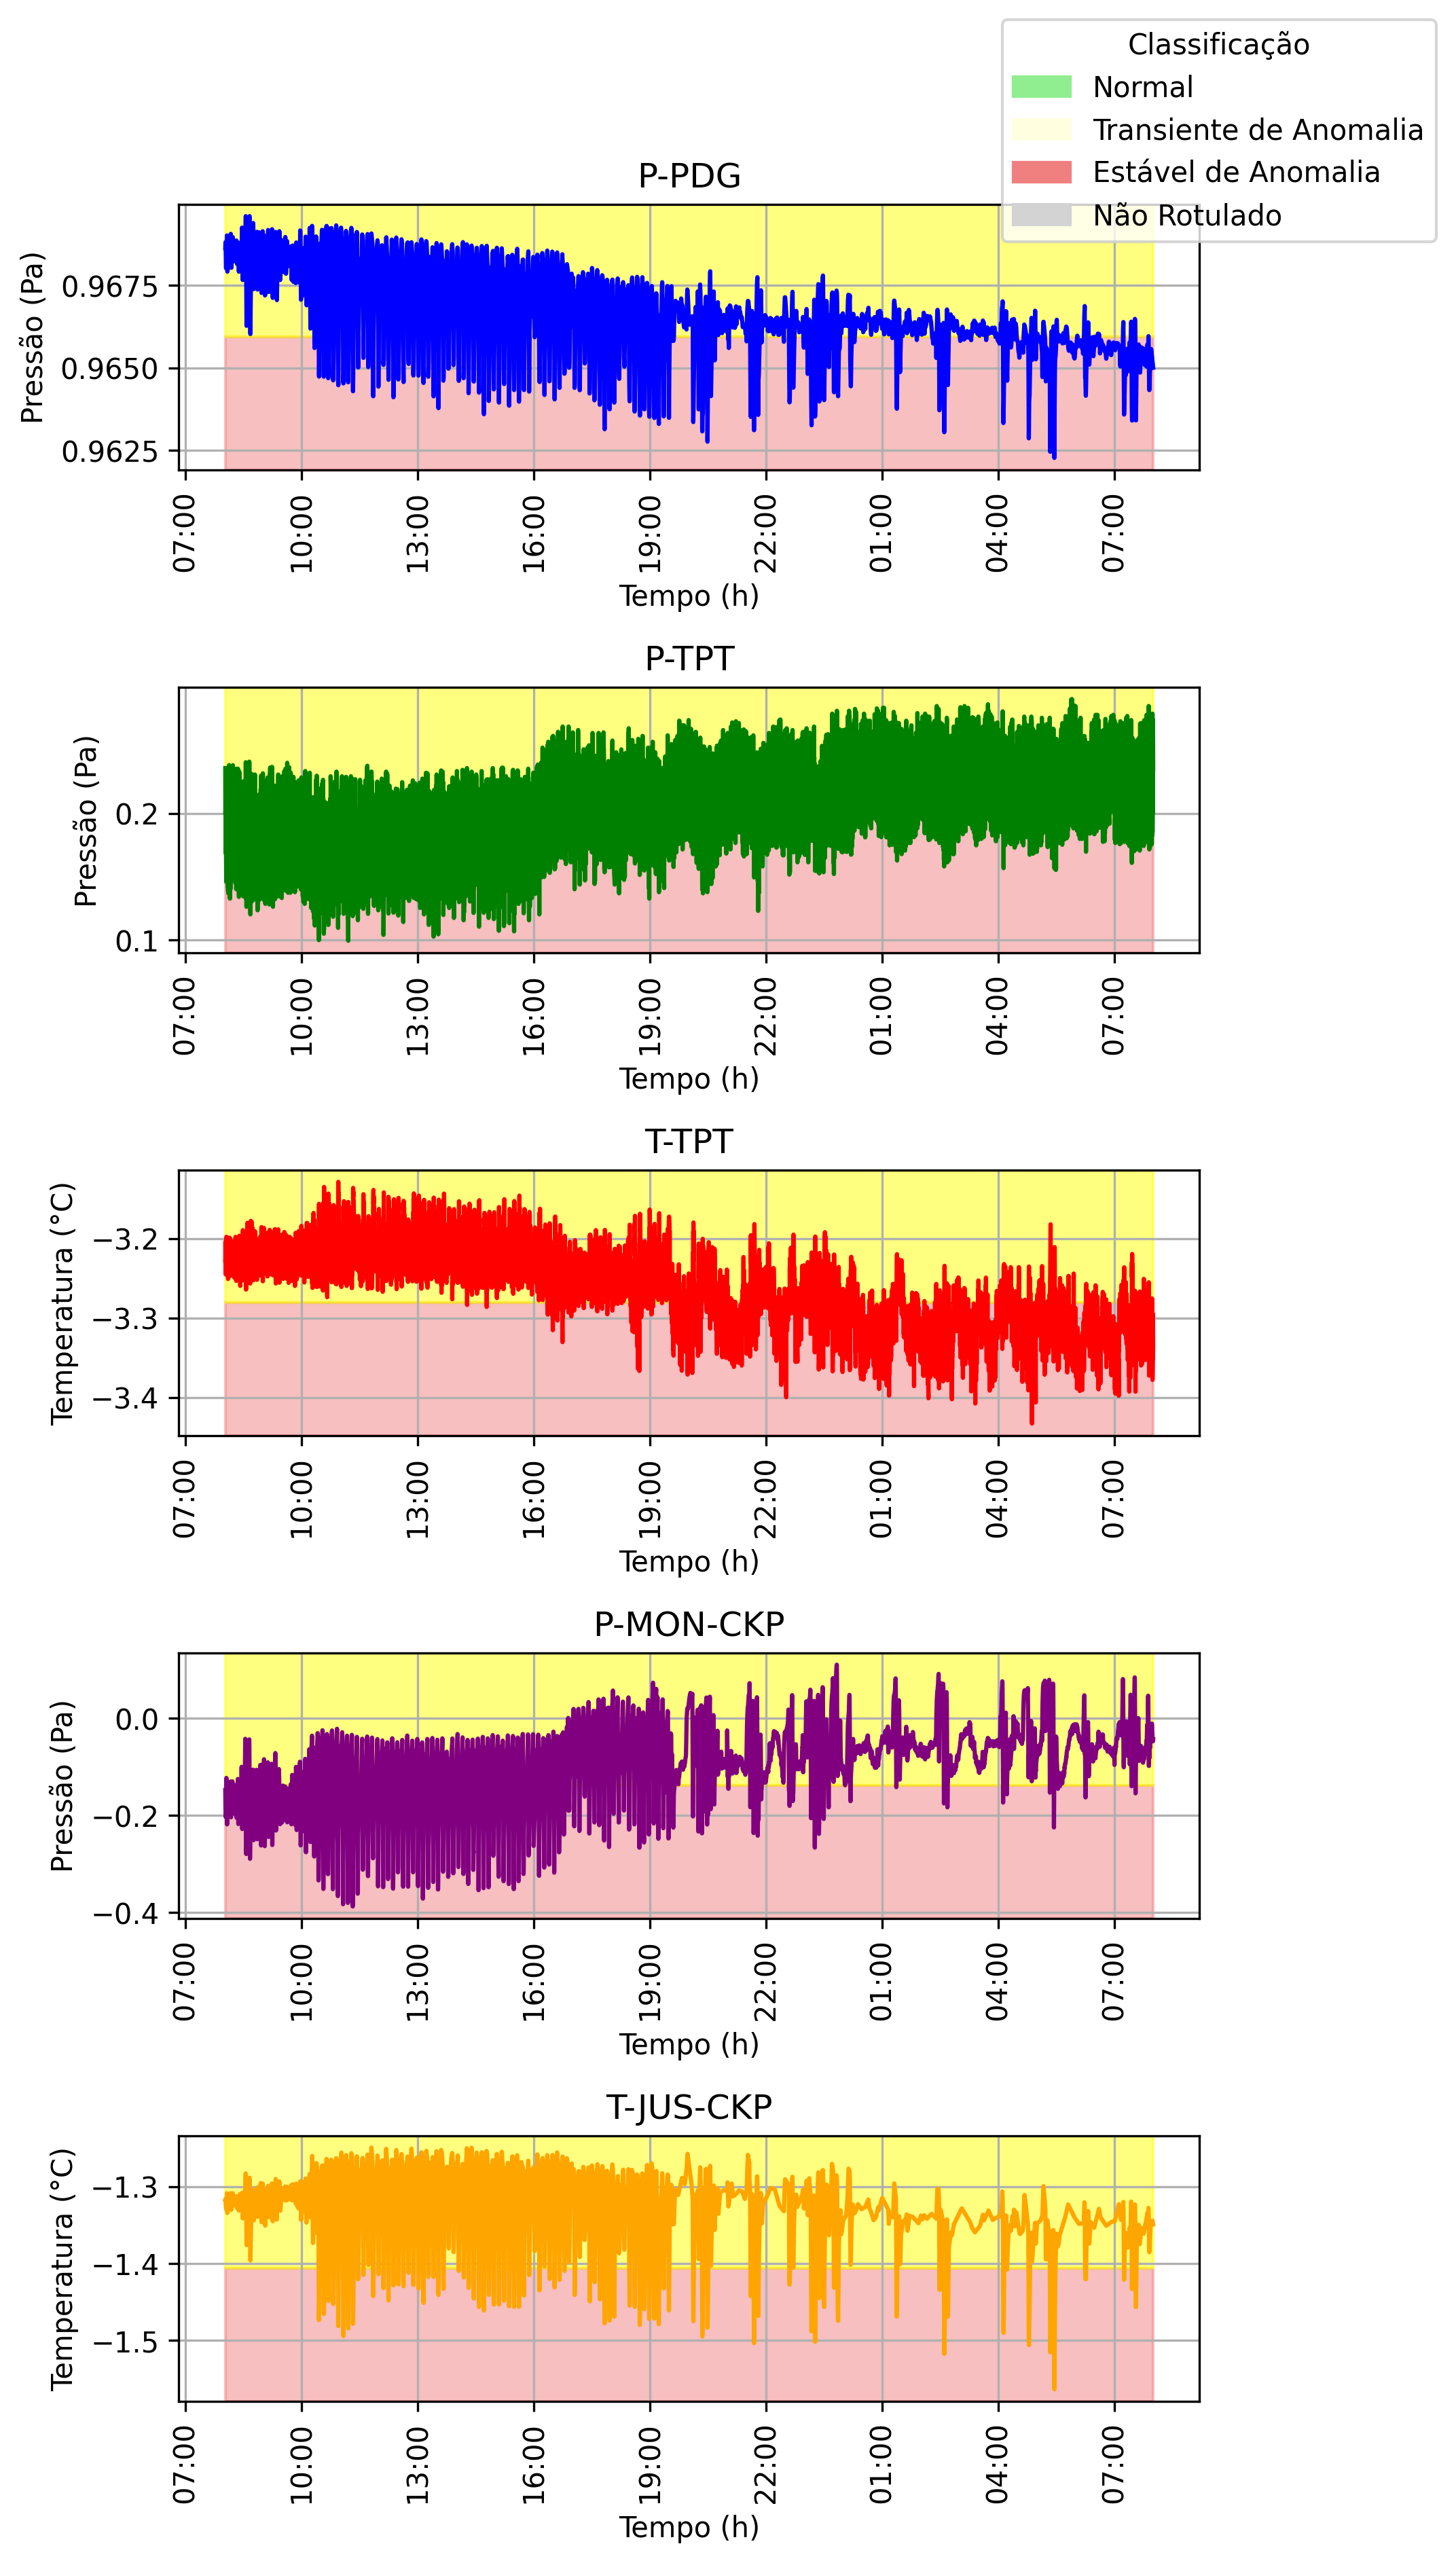 Classificação
Normal
Transiente de Anomalia
Estável de Anomalia
Não Rotulado
P-PDG
Pressão (Pa)
0.9675
0.9650
0.9625
07:00
10:00
13:00
16:00
19:00
22:00
01:00
04:00
07:00
Tempo (h)
P-TPT
Pressão (Pa)
0.2
0.1
07:00
10:00
13:00
16:00
19:00
22:00
01:00
04:00
07:00
Tempo (h)
T-TPT
Temperatura (°C)
−3.2
−3.3
−3.4
07:00
10:00
13:00
16:00
19:00
22:00
01:00
04:00
07:00
Tempo (h)
P-MON-CKP
Pressão (Pa)
0.0
−0.2
−0.4
07:00
10:00
13:00
16:00
19:00
22:00
01:00
04:00
07:00
Tempo (h)
T-JUS-CKP
Temperatura (°C)
−1.3
−1.4
−1.5
07:00
10:00
13:00
16:00
19:00
22:00
01:00
04:00
07:00
Tempo (h)